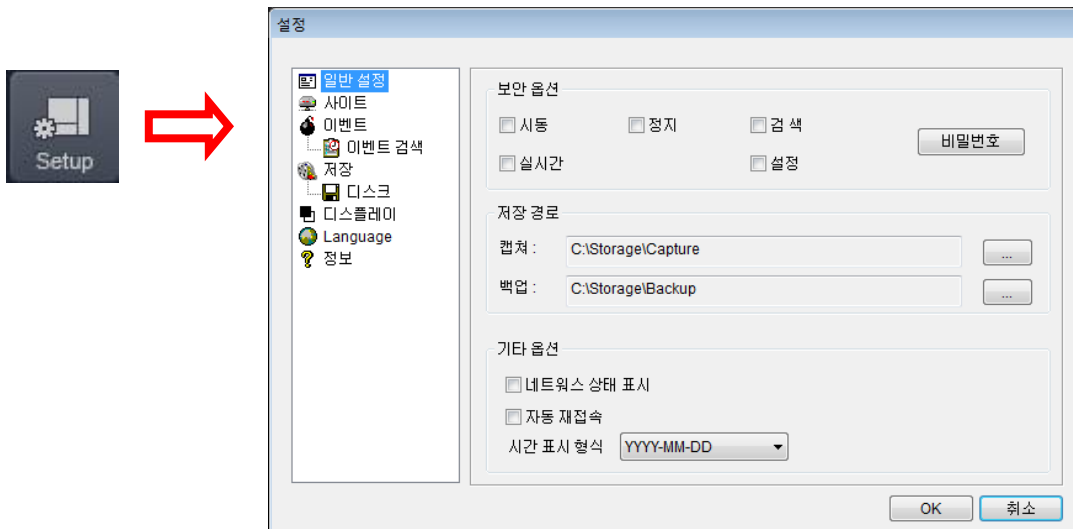 Setup
설정
일반 설정
사이트
이벤트
이벤트 검색
저장
디스크
디스플레이
Language
정보
보안 옵션
시동 정지 검 색
실시간 설정
비밀번호
저장 경로
캡쳐 : C:\Storage\Capture ...
백업 : C:\Storage\Backup ...
기타 옵션
네트워스 상태 표시
자동 재접속
시간 표시 형식 YYYY-MM-DD
OK 취소